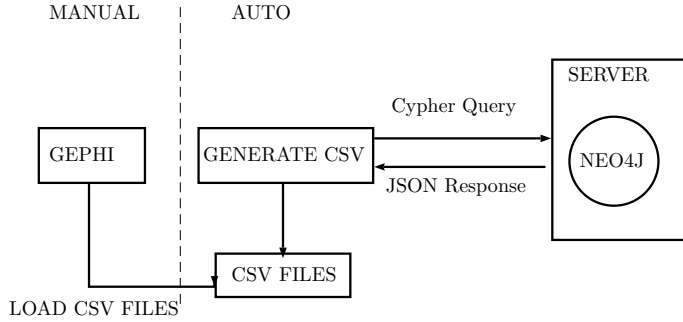 MANUAL
AUTO
SERVER
Cypher Query
GEPHI
GENERATE CSV
NEO4J
JSON Response
CSV FILES
LOAD CSV FILES